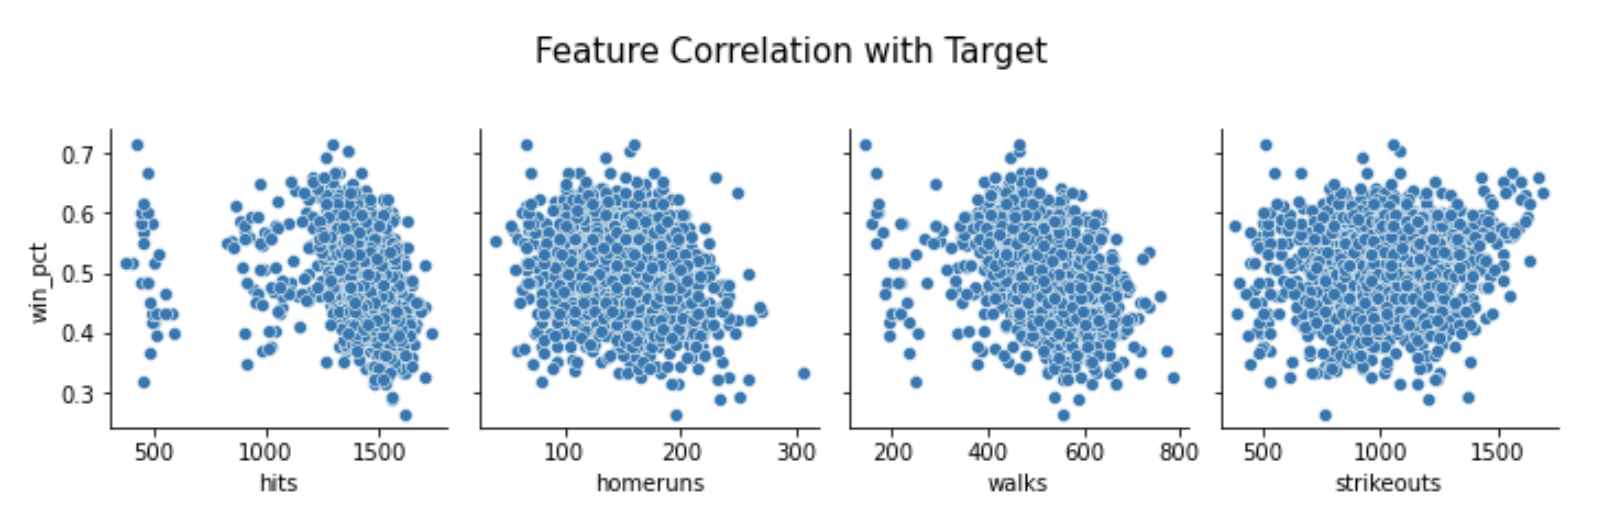 Feature Correlation with Target
win_pct
0.7
0.6
0.5
0.4
0.3
500 1000 1500
hits
100 200 300
homeruns
200 400 600 800
walks
500 1000 1500
strikeouts